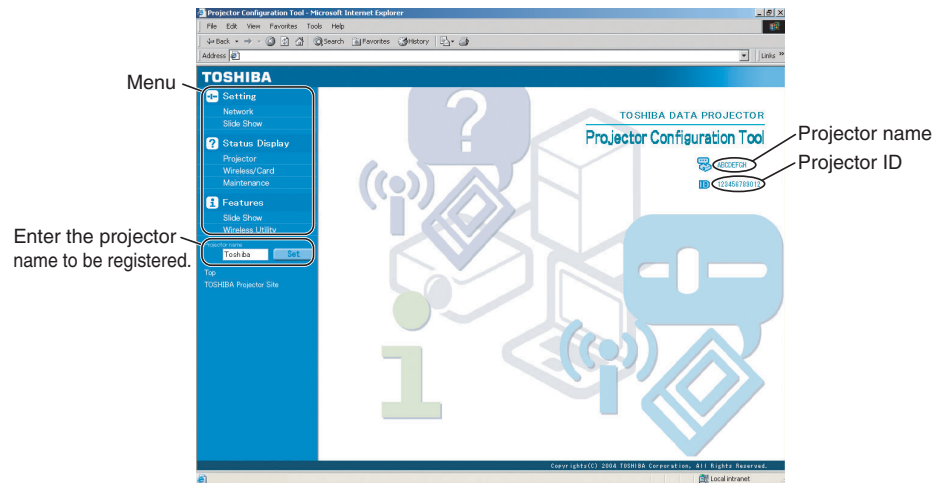 Projector Configuration Tool - Microsoft Internet Explorer
File Edit View Favorites Tools Help
Back Search Favorites History
Address Links »
TOSHIBA
Menu
Setting
Network
Slide Show
? Status Display
Projector
Wireless/Card
Maintenance
i Features
Slide Show
Wireless Utility
Enter the projector
name to be registered.
Projector name
Toshiba Set
Top
TOSHIBA Projector Site
TOSHIBA DATA PROJECTOR
Projector Configuration Tool
ABCDEFGH
Projector name
ID 123456789012
Projector ID
Copyrights(C) 2004 TOSHIBA Corporation, All Rights Reserved.
Local intranet